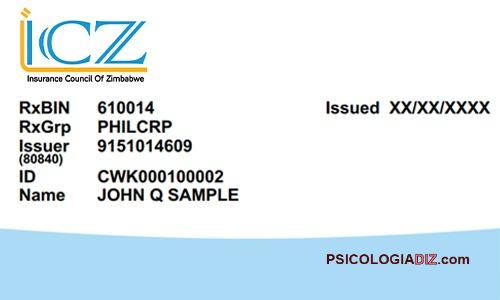 icz
Insurance Council Of Zimbabwe
RxBIN 610014 Issued XX/XX/XXXX
RxGrp PHILCRP
Issuer 9151014609
(80840)
ID CWK000100002
Name JOHN Q SAMPLE
PSICOLOGIADIZ.com